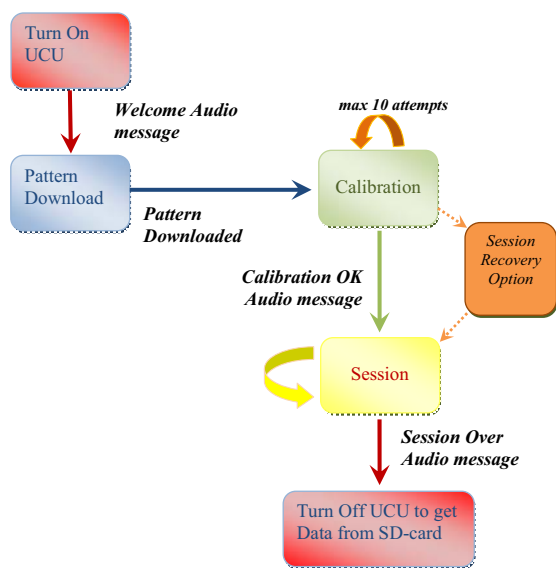 Turn On
UCU
Welcome Audio
message
max 10 attempts
Pattern
Download
Calibration
Pattern
Downloaded
Session
Recovery
Option
Calibration OK
Audio message
Session
Session Over
Audio message
Turn Off UCU to get
Data from SD-card